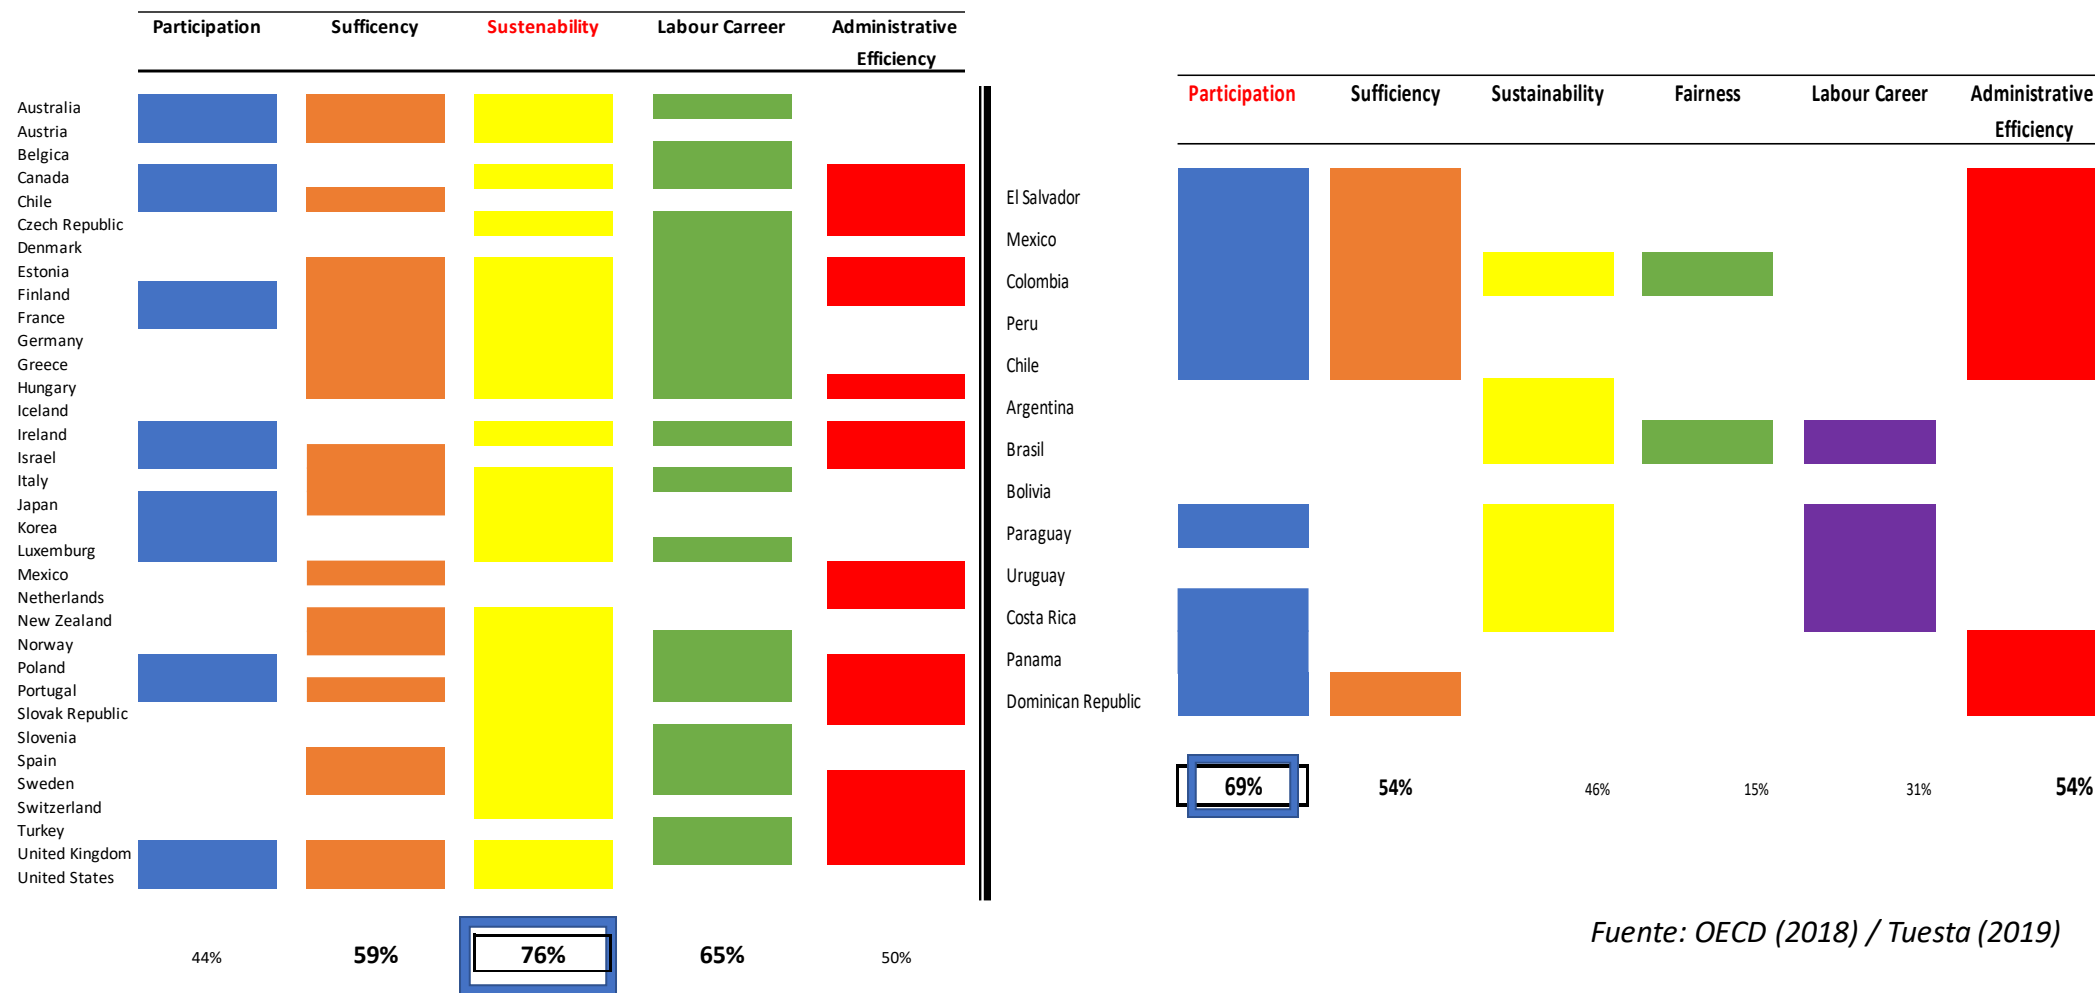 Participation Sufficency Sustenability Labour Carreer Administrative
Efficiency
Australia
Austria
Belgica
Canada
Chile
Czech Republic
Denmark
Estonia
Finland
France
Germany
Greece
Hungary
Iceland
Ireland
Israel
Italy
Japan
Korea
Luxemburg
Mexico
Netherlands
New Zealand
Norway
Poland
Portugal
Slovak Republic
Slovenia
Spain
Sweden
Switzerland
Turkey
United Kingdom
United States
44% 59% 76% 65% 50%
Participation Sufficiency Sustainability Fairness Labour Career Administrative
Efficiency
El Salvador
Mexico
Colombia
Peru
Chile
Argentina
Brasil
Bolivia
Paraguay
Uruguay
Costa Rica
Panama
Dominican Republic
69% 54% 46% 15% 31% 54%
Fuente: OECD (2018) / Tuesta (2019)